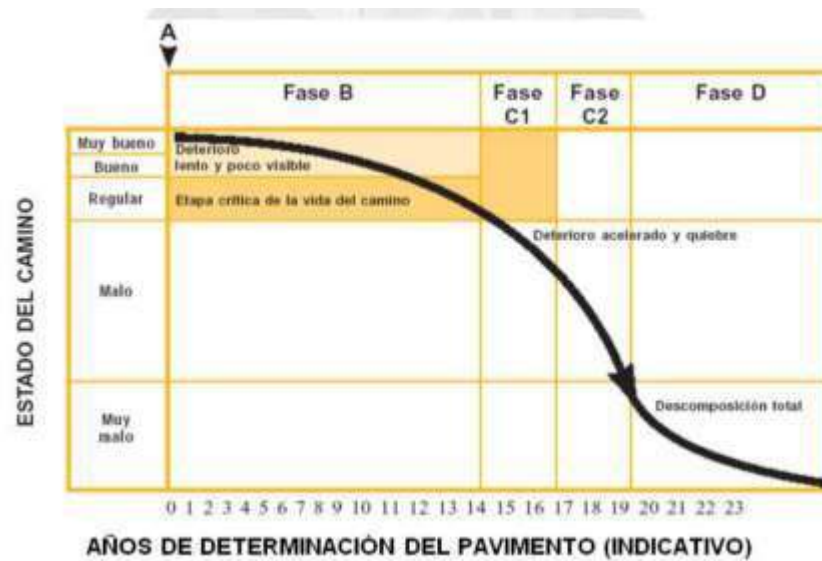 A
Fase B
Fase C1
Fase C2
Fase D
Muy bueno
Bueno
Regular
Malo
Muy malo
Deterioro
lento y poco visible
Etapa crítica de la vida del camino
Deterioro acelerado y quiebre
Descomposición total
ESTADO DEL CAMINO
0 1 2 3 4 5 6 7 8 9 10 11 12 13 14 15 16 17 18 19 20 21 22 23
AÑOS DE DETERMINACIÓN DEL PAVIMENTO (INDICATIVO)